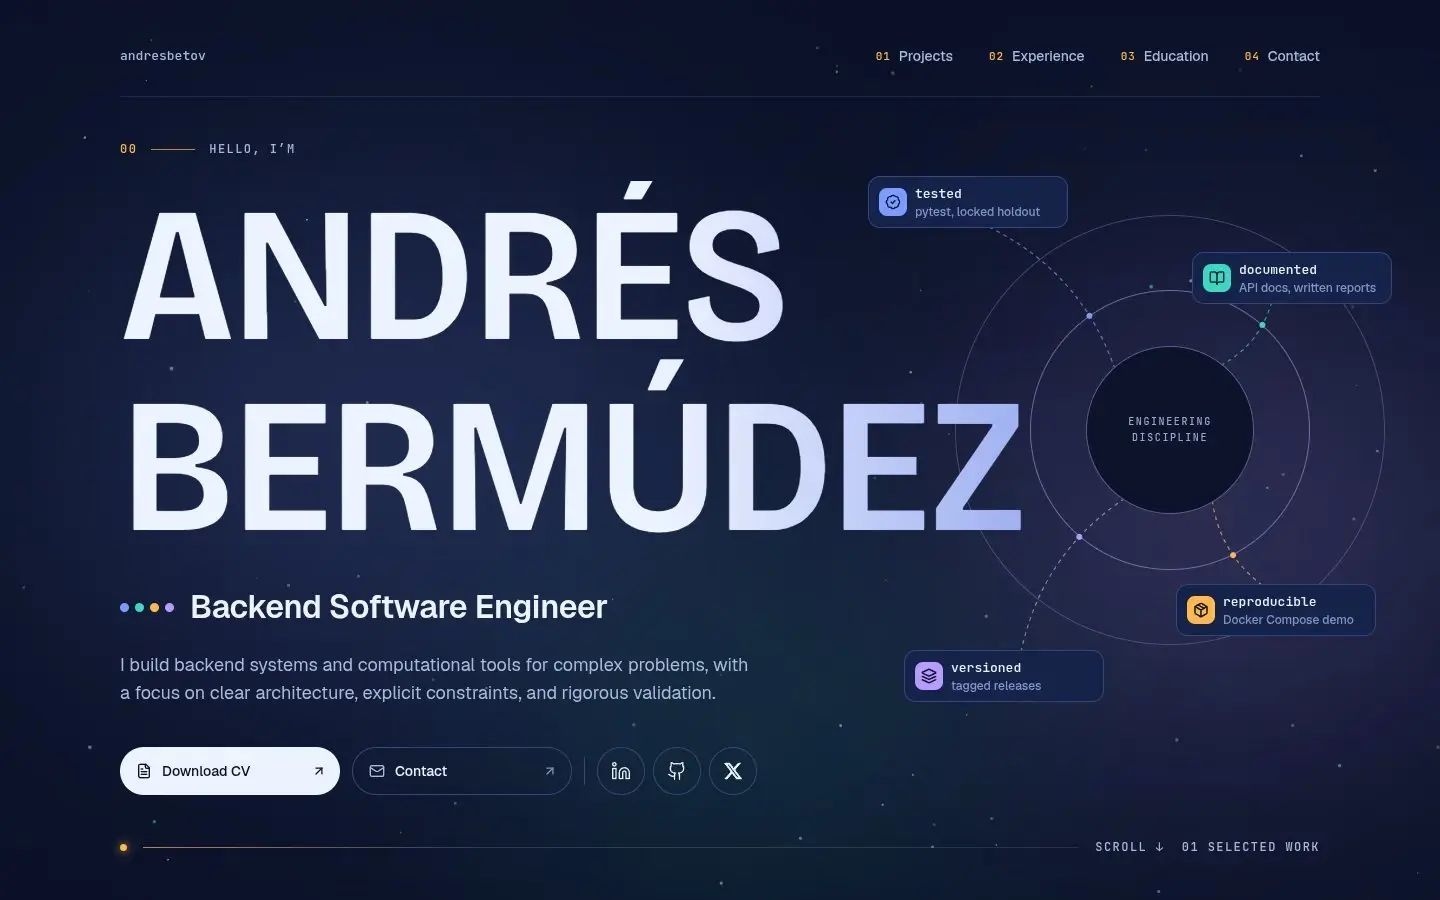 andresbetov
01 Projects
02 Experience
03 Education
04 Contact
00 HELLO, I’M
ANDRÉS
BERMÚDEZ
tested
pytest, locked holdout
documented
API docs, written reports
ENGINEERING
DISCIPLINE
reproducible
Docker Compose demo
versioned
tagged releases
Backend Software Engineer
I build backend systems and computational tools for complex problems, with
a focus on clear architecture, explicit constraints, and rigorous validation.
Download CV
Contact
SCROLL ↓ 01 SELECTED WORK